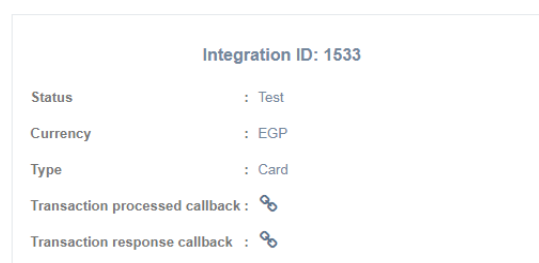 Integration ID: 1533
Status : Test
Currency : EGP
Type : Card
Transaction processed callback :
Transaction response callback :